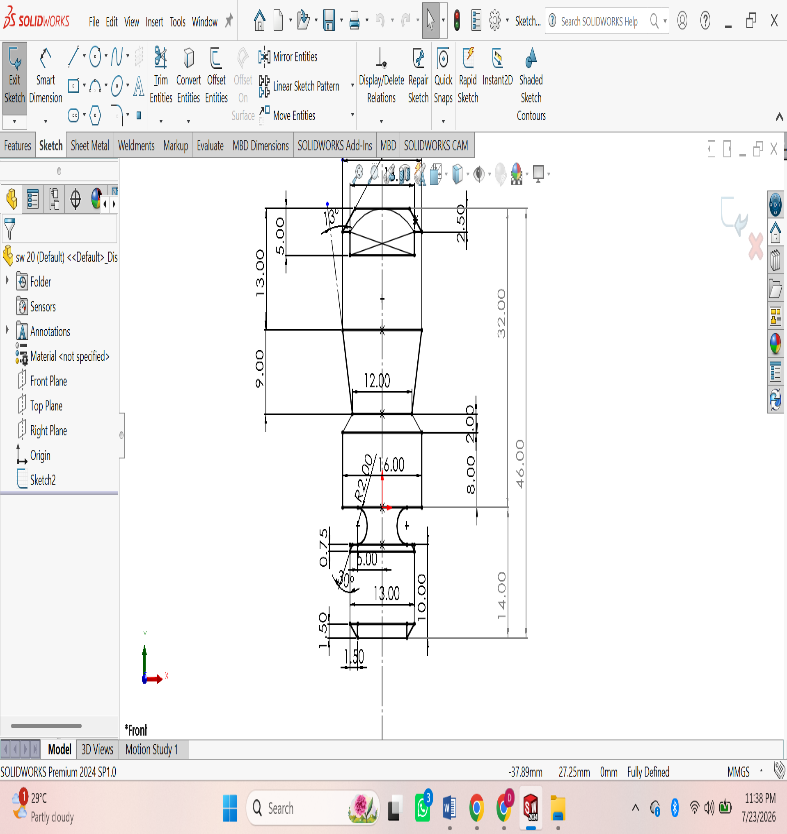 SOLIDWORKS
File Edit View Insert Tools Window
Sketch...
Search SOLIDWORKS Help
Exit Sketch
Smart Dimension
Trim Entities
Convert Entities
Offset Entities
Offset On Surface
Mirror Entities
Linear Sketch Pattern
Move Entities
Display/Delete Relations
Repair Sketch
Quick Snaps
Rapid Sketch
Instant2D
Shaded Sketch Contours
Features Sketch Sheet Metal Weldments Markup Evaluate MBD Dimensions SOLIDWORKS Add-Ins MBD SOLIDWORKS CAM
sw 20 (Default) <<Default>_Dis
Folder
Sensors
Annotations
Material <not specified>
Front Plane
Top Plane
Right Plane
Origin
Sketch2
5.00
2.50
13.00
32.00
9.00
12.00
2.00
46.00
16.00
R2.00
8.00
0.75
30°
13.00
10.00
14.00
1.50
1.50
*Front
Model 3D Views Motion Study 1
SOLIDWORKS Premium 2024 SP1.0
-37.89mm 27.25mm 0mm Fully Defined
MMGS
1
29°C
Partly cloudy
Search
3
D
11:38 PM
7/23/2026